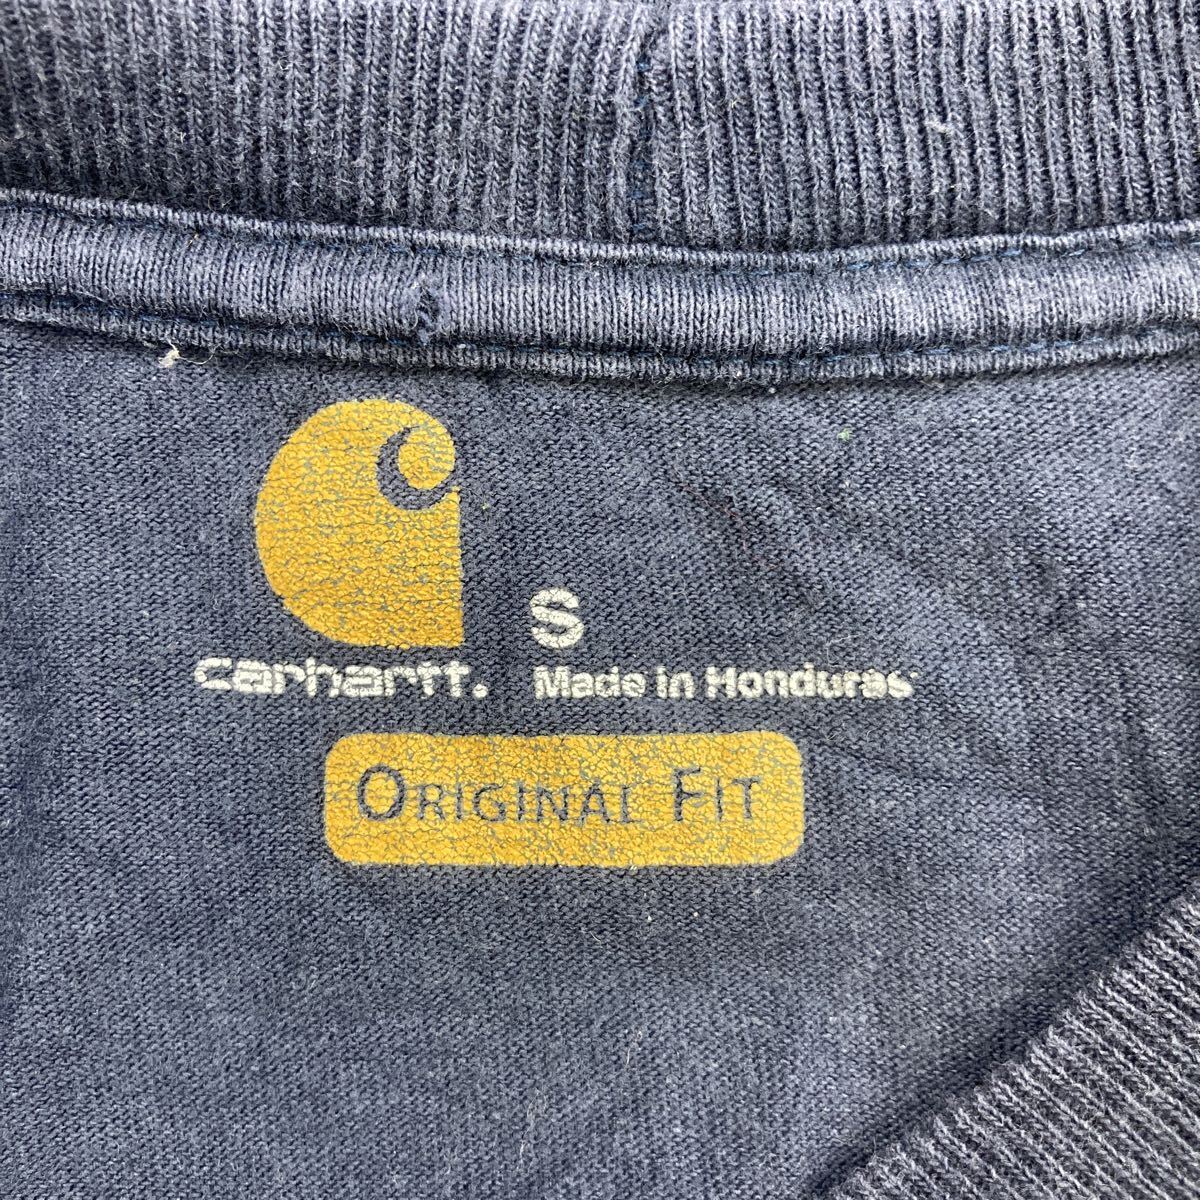 S
carhartt. Made in Honduras
ORIGINAL FIT